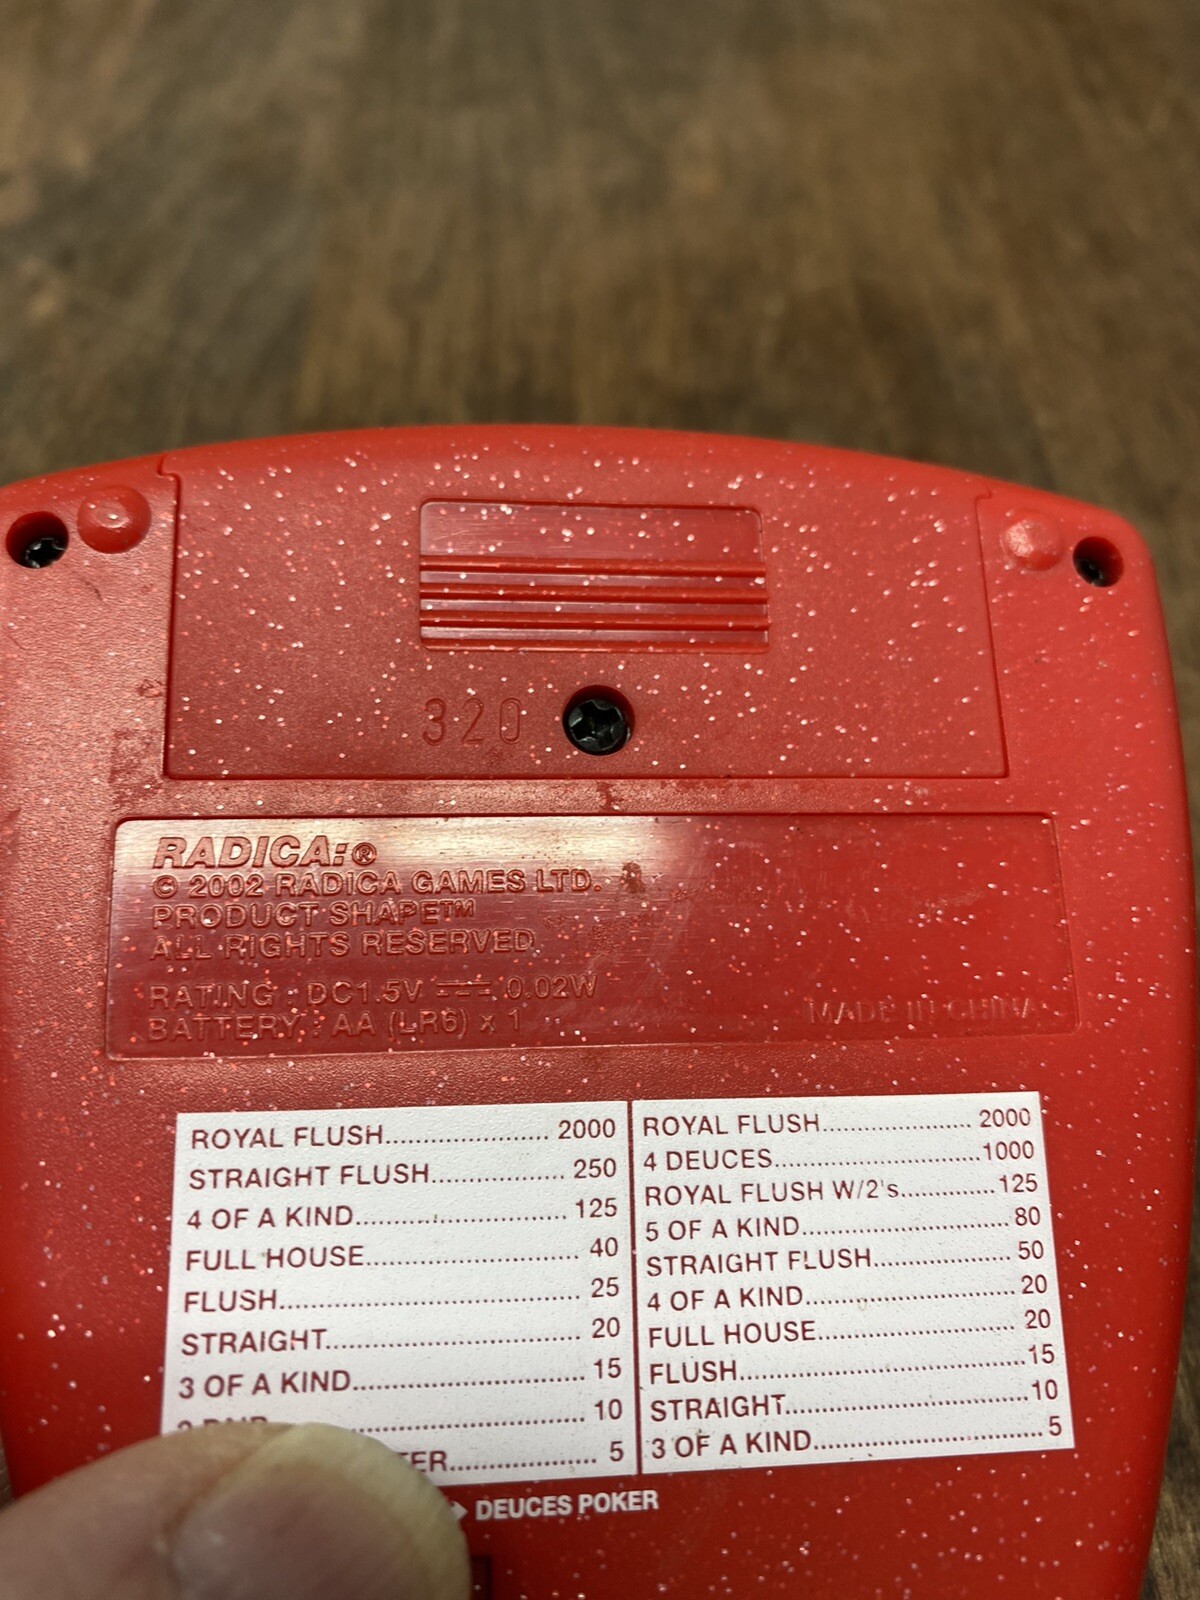 320
RADICA:®
© 2002 RADICA GAMES LTD.
PRODUCT SHAPE™
ALL RIGHTS RESERVED
RATING : DC1.5V ⎓ 0.02W
BATTERY : AA (LR6) x 1
MADE IN CHINA
ROYAL FLUSH...................... 2000
STRAIGHT FLUSH.................. 250
4 OF A KIND............................ 125
FULL HOUSE............................ 40
FLUSH........................................ 25
STRAIGHT.................................. 20
3 OF A KIND............................... 15
2 PAIR........................................ 10
TER.................... 5
ROYAL FLUSH...................... 2000
4 DEUCES..............................1000
ROYAL FLUSH W/2's..............125
5 OF A KIND.............................. 80
STRAIGHT FLUSH...................... 50
4 OF A KIND.............................. 20
FULL HOUSE............................ 20
FLUSH........................................15
STRAIGHT..................................10
3 OF A KIND............................... 5
DEUCES POKER